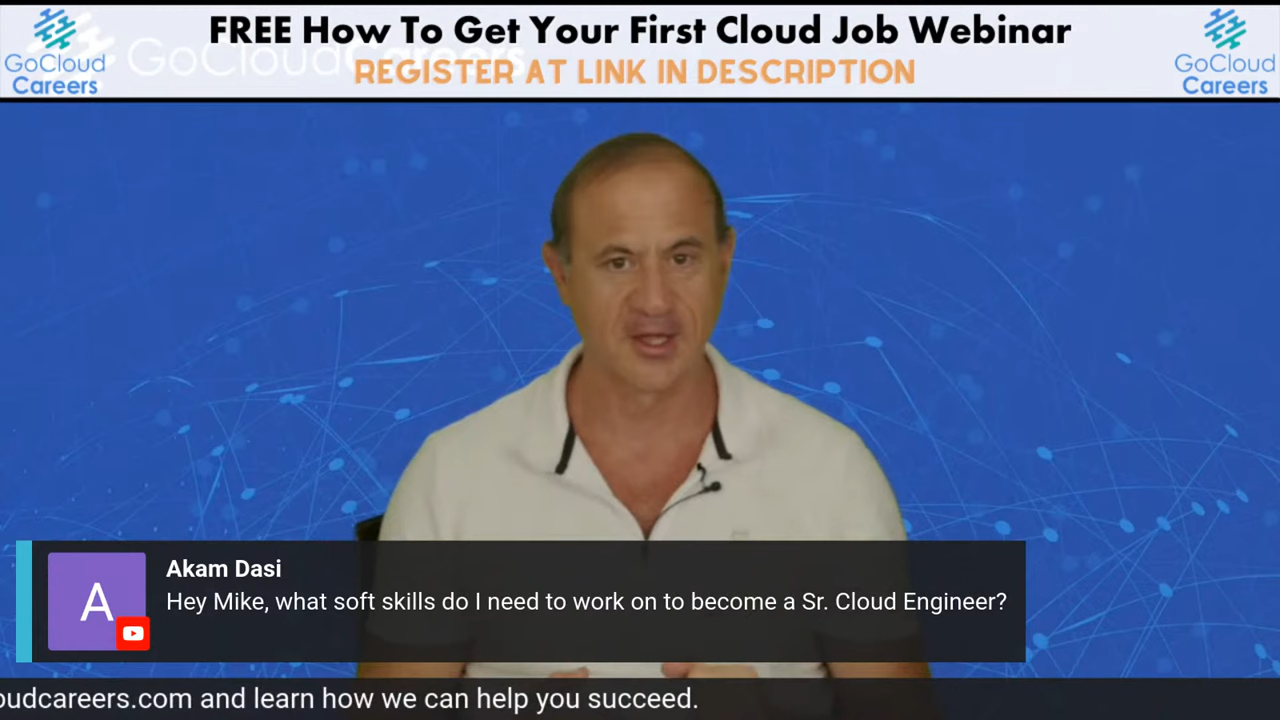 FREE How To Get Your First Cloud Job Webinar
REGISTER AT LINK IN DESCRIPTION
GoCloud
Careers
GoCloud
Careers
GoCloudCareers
A
Akam Dasi
Hey Mike, what soft skills do I need to work on to become a Sr. Cloud Engineer?
oudcareers.com and learn how we can help you succeed.